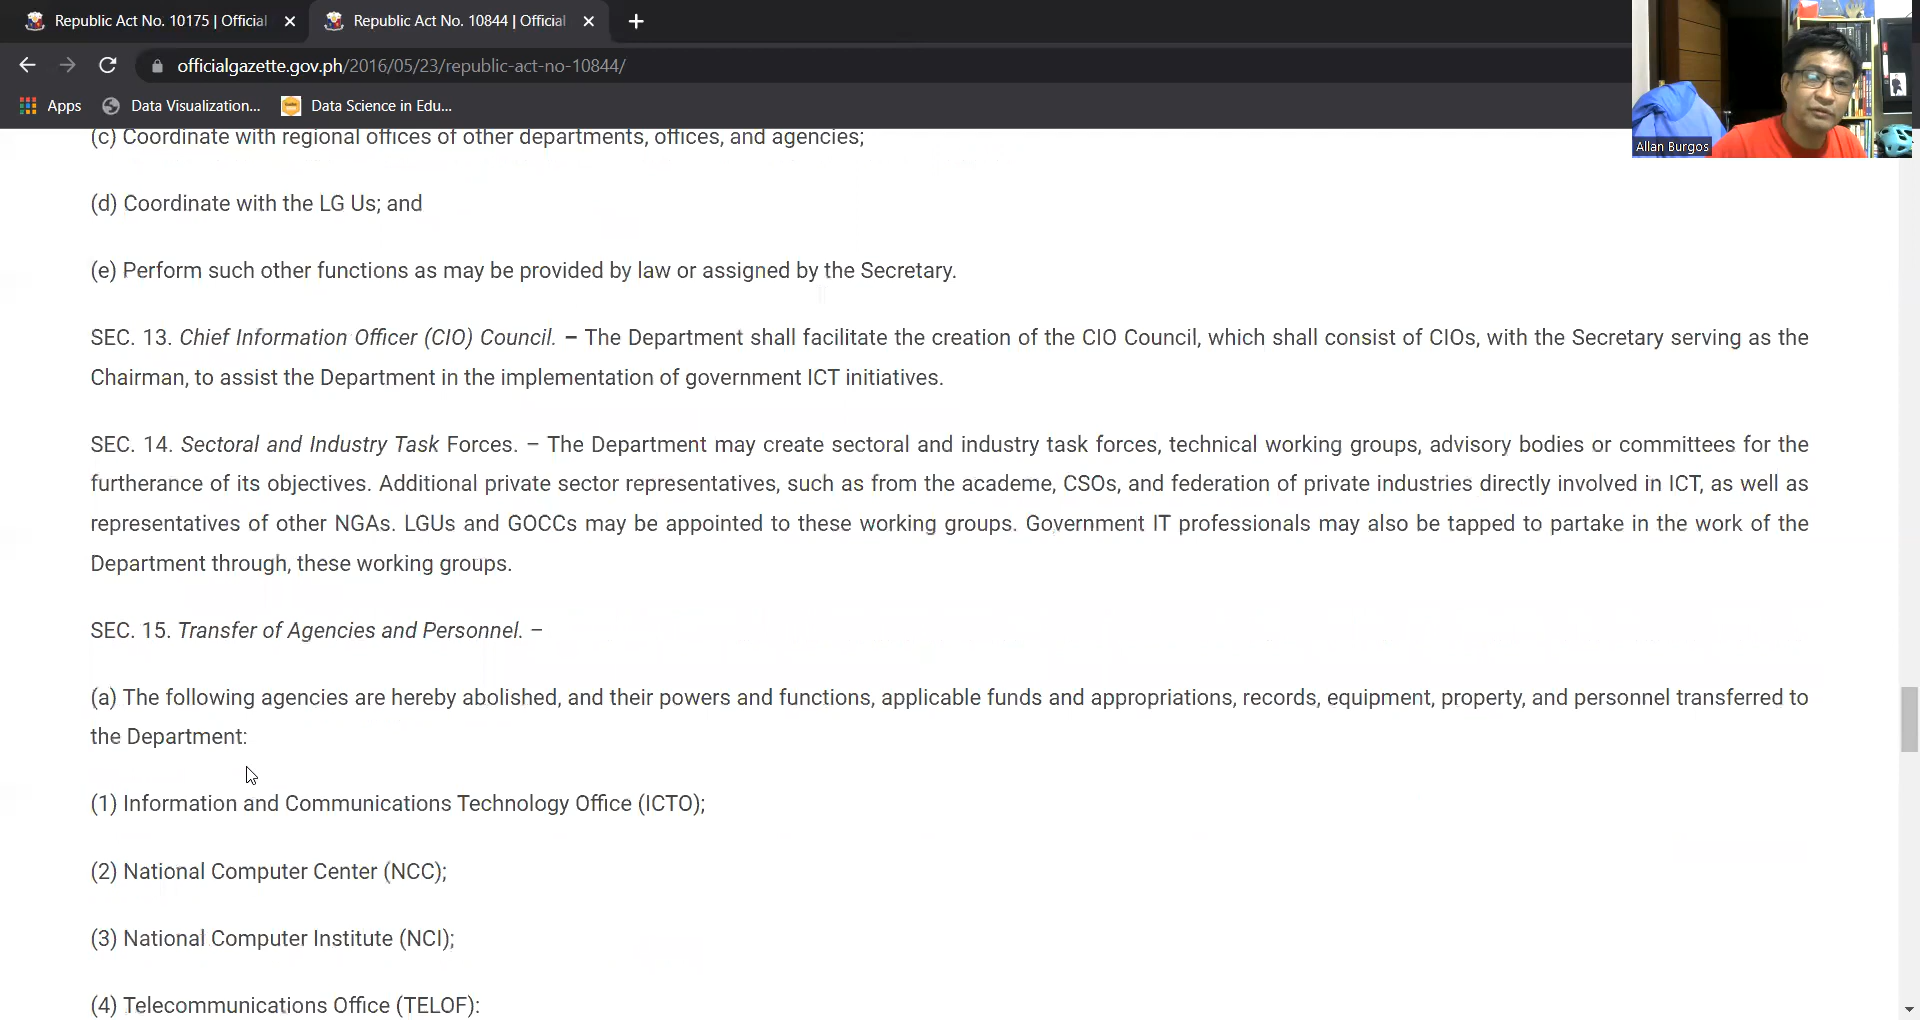 Republic Act No. 10175 | Official
Republic Act No. 10844 | Official
officialgazette.gov.ph/2016/05/23/republic-act-no-10844/
Apps
Data Visualization...
Data Science in Edu...
Allan Burgos
(c) Coordinate with regional offices of other departments, offices, and agencies;
(d) Coordinate with the LG Us; and
(e) Perform such other functions as may be provided by law or assigned by the Secretary.
SEC. 13. Chief Information Officer (CIO) Council. – The Department shall facilitate the creation of the CIO Council, which shall consist of CIOs, with the Secretary serving as the
Chairman, to assist the Department in the implementation of government ICT initiatives.
SEC. 14. Sectoral and Industry Task Forces. – The Department may create sectoral and industry task forces, technical working groups, advisory bodies or committees for the
furtherance of its objectives. Additional private sector representatives, such as from the academe, CSOs, and federation of private industries directly involved in ICT, as well as
representatives of other NGAs. LGUs and GOCCs may be appointed to these working groups. Government IT professionals may also be tapped to partake in the work of the
Department through, these working groups.
SEC. 15. Transfer of Agencies and Personnel. –
(a) The following agencies are hereby abolished, and their powers and functions, applicable funds and appropriations, records, equipment, property, and personnel transferred to
the Department:
(1) Information and Communications Technology Office (ICTO);
(2) National Computer Center (NCC);
(3) National Computer Institute (NCI);
(4) Telecommunications Office (TELOF):